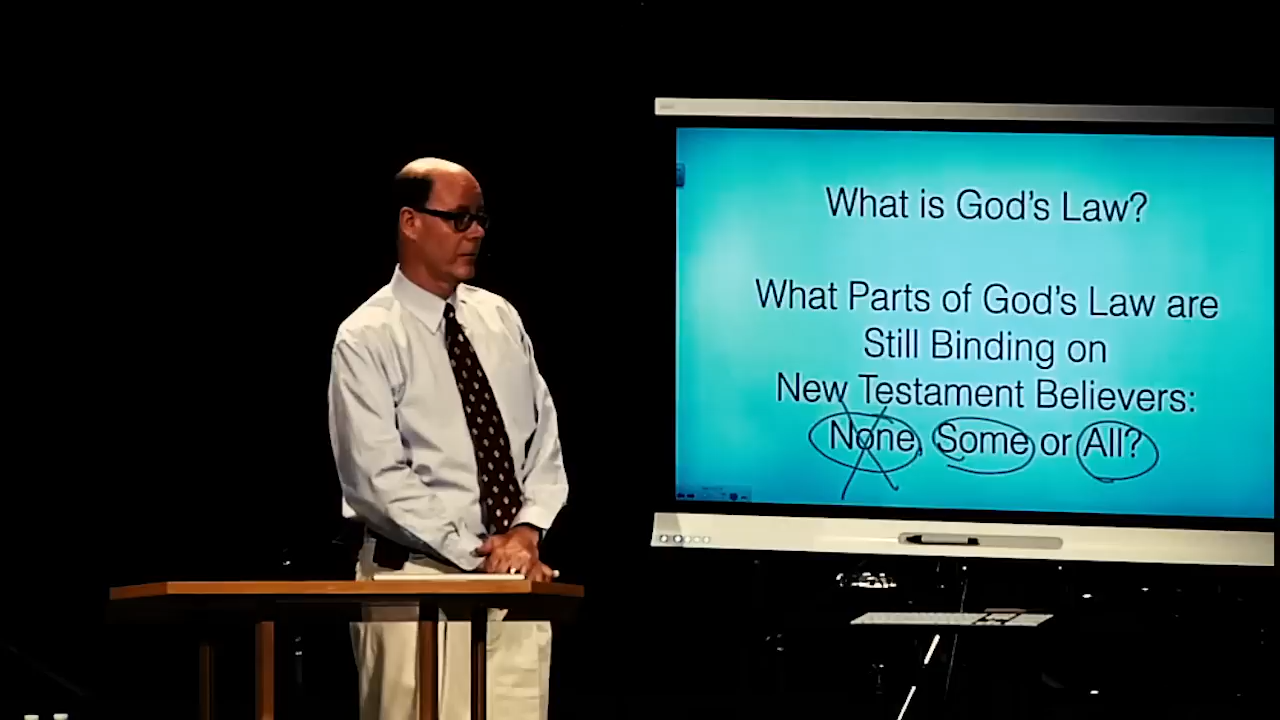 What is God's Law?
What Parts of God's Law are
Still Binding on
New Testament Believers:
None, Some or All?